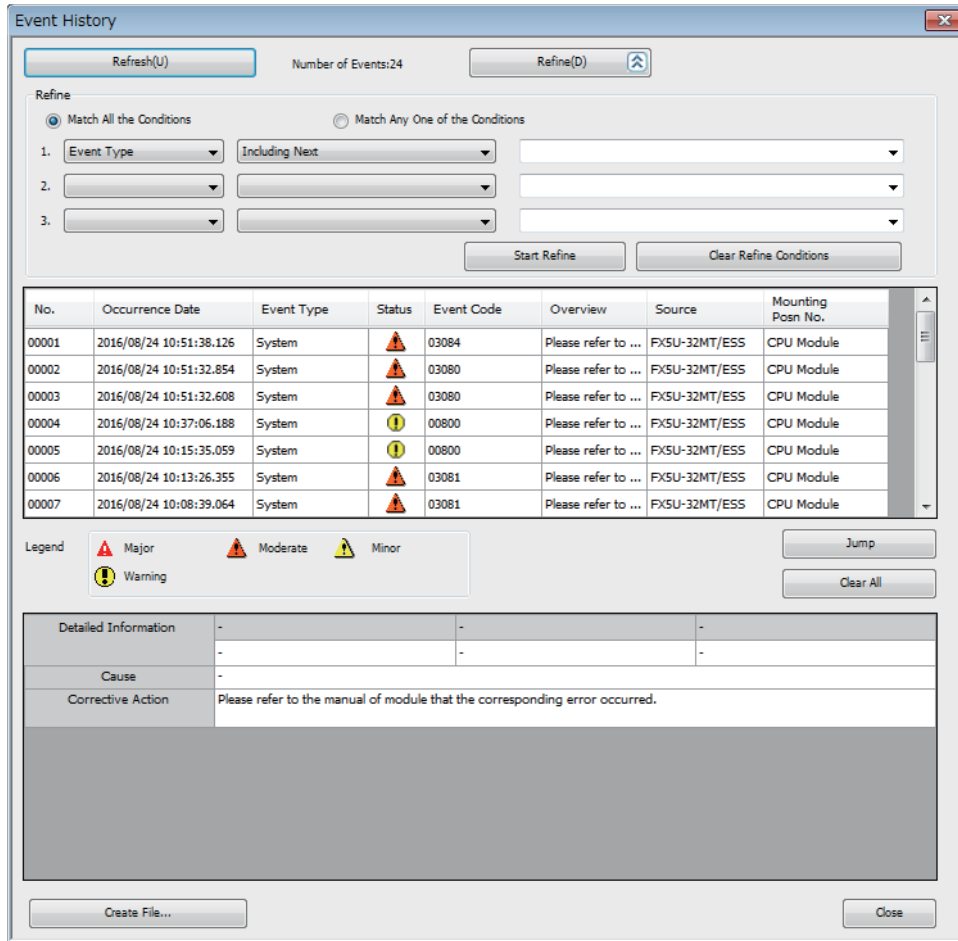 Event History
Refresh(U) Number of Events:24 Refine(D)
Refine
Match All the Conditions Match Any One of the Conditions
1. Event Type Including Next
2.
3.
Start Refine Clear Refine Conditions
No. Occurrence Date Event Type Status Event Code Overview Source Mounting Posn No.
00001 2016/08/24 10:51:38.126 System 03084 Please refer to ... FX5U-32MT/ESS CPU Module
00002 2016/08/24 10:51:32.854 System 03080 Please refer to ... FX5U-32MT/ESS CPU Module
00003 2016/08/24 10:51:32.608 System 03080 Please refer to ... FX5U-32MT/ESS CPU Module
00004 2016/08/24 10:37:06.188 System 00800 Please refer to ... FX5U-32MT/ESS CPU Module
00005 2016/08/24 10:15:35.059 System 00800 Please refer to ... FX5U-32MT/ESS CPU Module
00006 2016/08/24 10:13:26.355 System 03081 Please refer to ... FX5U-32MT/ESS CPU Module
00007 2016/08/24 10:08:39.064 System 03081 Please refer to ... FX5U-32MT/ESS CPU Module
Legend Major Moderate Minor Jump
Warning Clear All
Detailed Information - - -
- - -
Cause -
Corrective Action Please refer to the manual of module that the corresponding error occurred.
Create File... Close